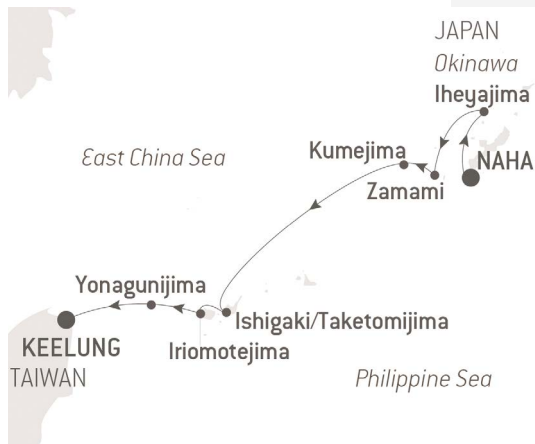 JAPAN
Okinawa
Iheyajima
East China Sea
Kumejima
NAHA
Zamami
Yonagunijima
Ishigaki/Taketomijima
KEELUNG
Iriomotejima
TAIWAN
Philippine Sea